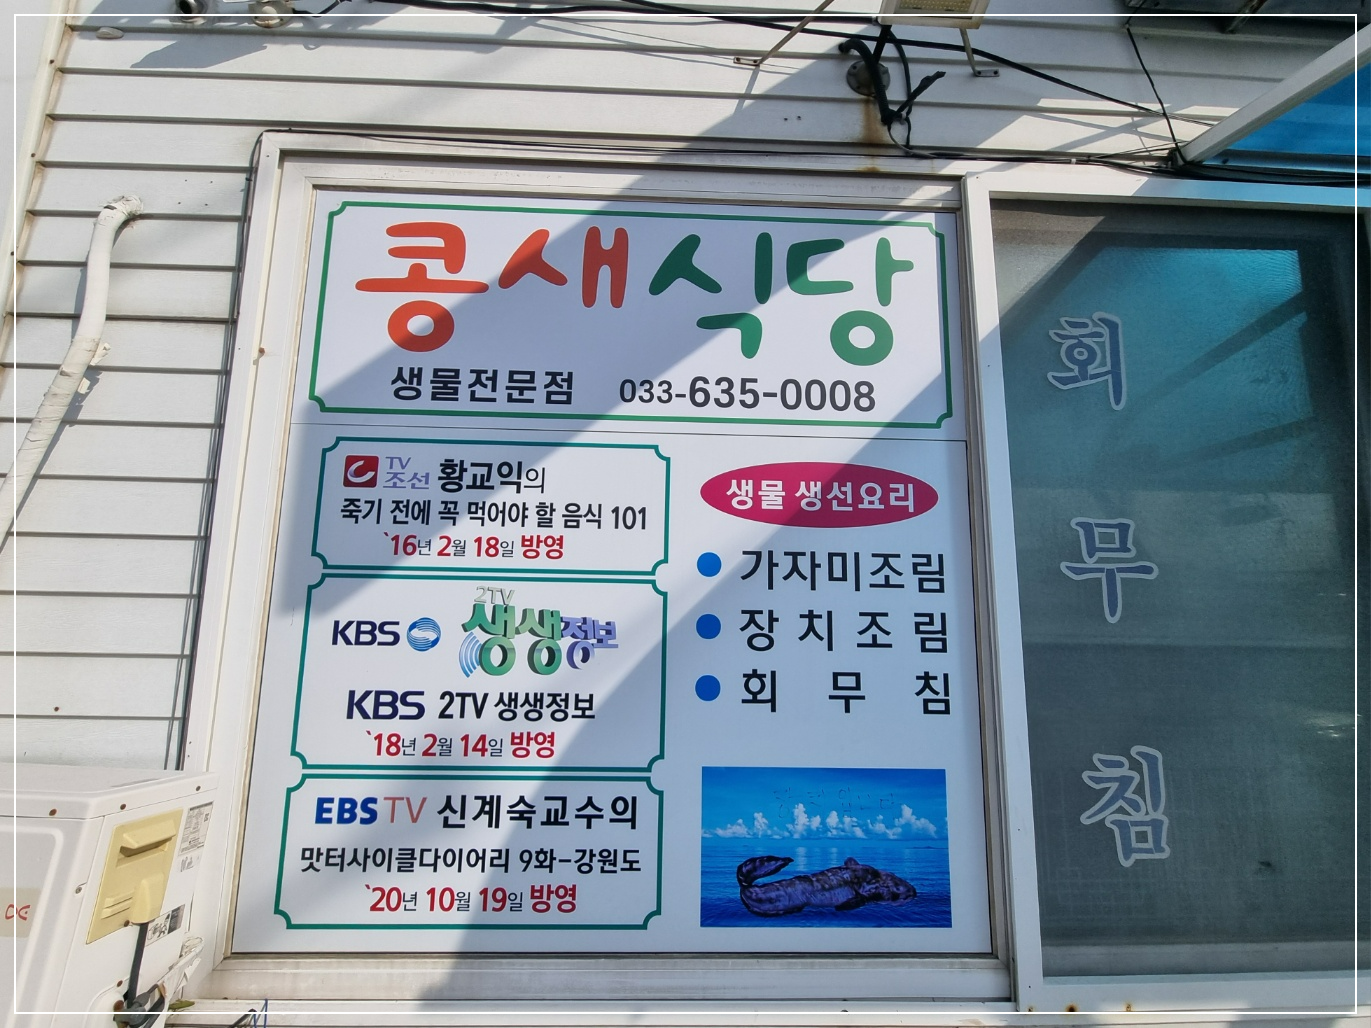 콩새식당
생물전문점 033-635-0008
TV
조선 황교익의
죽기 전에 꼭 먹어야 할 음식 101
`16년 2월 18일 방영
2TV
KBS 생생정보
KBS 2TV 생생정보
`18년 2월 14일 방영
EBS TV 신계숙교수의
맛터사이클다이어리 9화-강원도
`20년 10월 19일 방영
생물 생선요리
가자미조림
장치조림
회무침
회
무
침